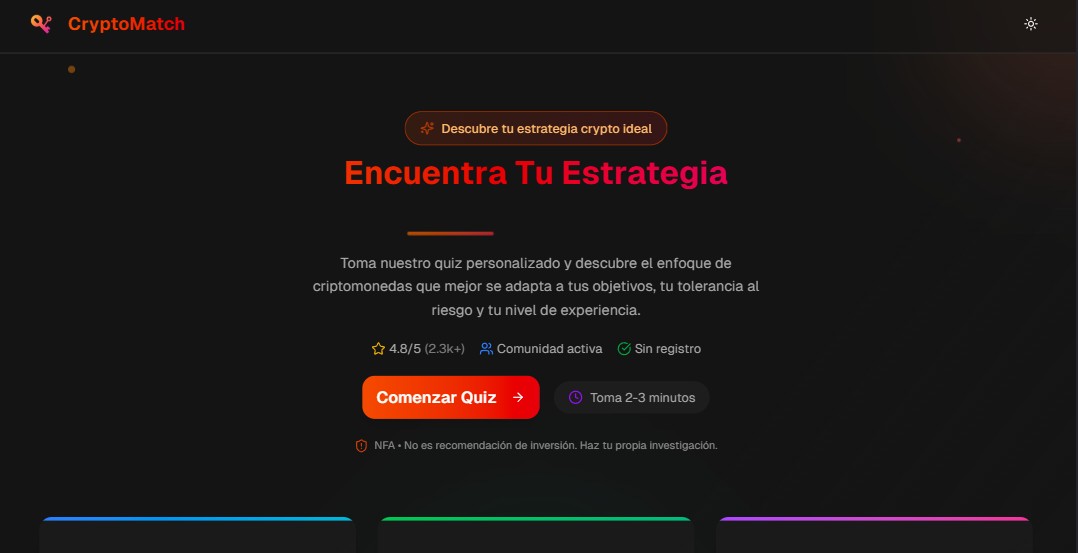 CryptoMatch
Descubre tu estrategia crypto ideal
Encuentra Tu Estrategia
Toma nuestro quiz personalizado y descubre el enfoque de
criptomonedas que mejor se adapta a tus objetivos, tu tolerancia al
riesgo y tu nivel de experiencia.
4.8/5 (2.3k+) Comunidad activa Sin registro
Comenzar Quiz → Toma 2-3 minutos
NFA • No es recomendación de inversión. Haz tu propia investigación.